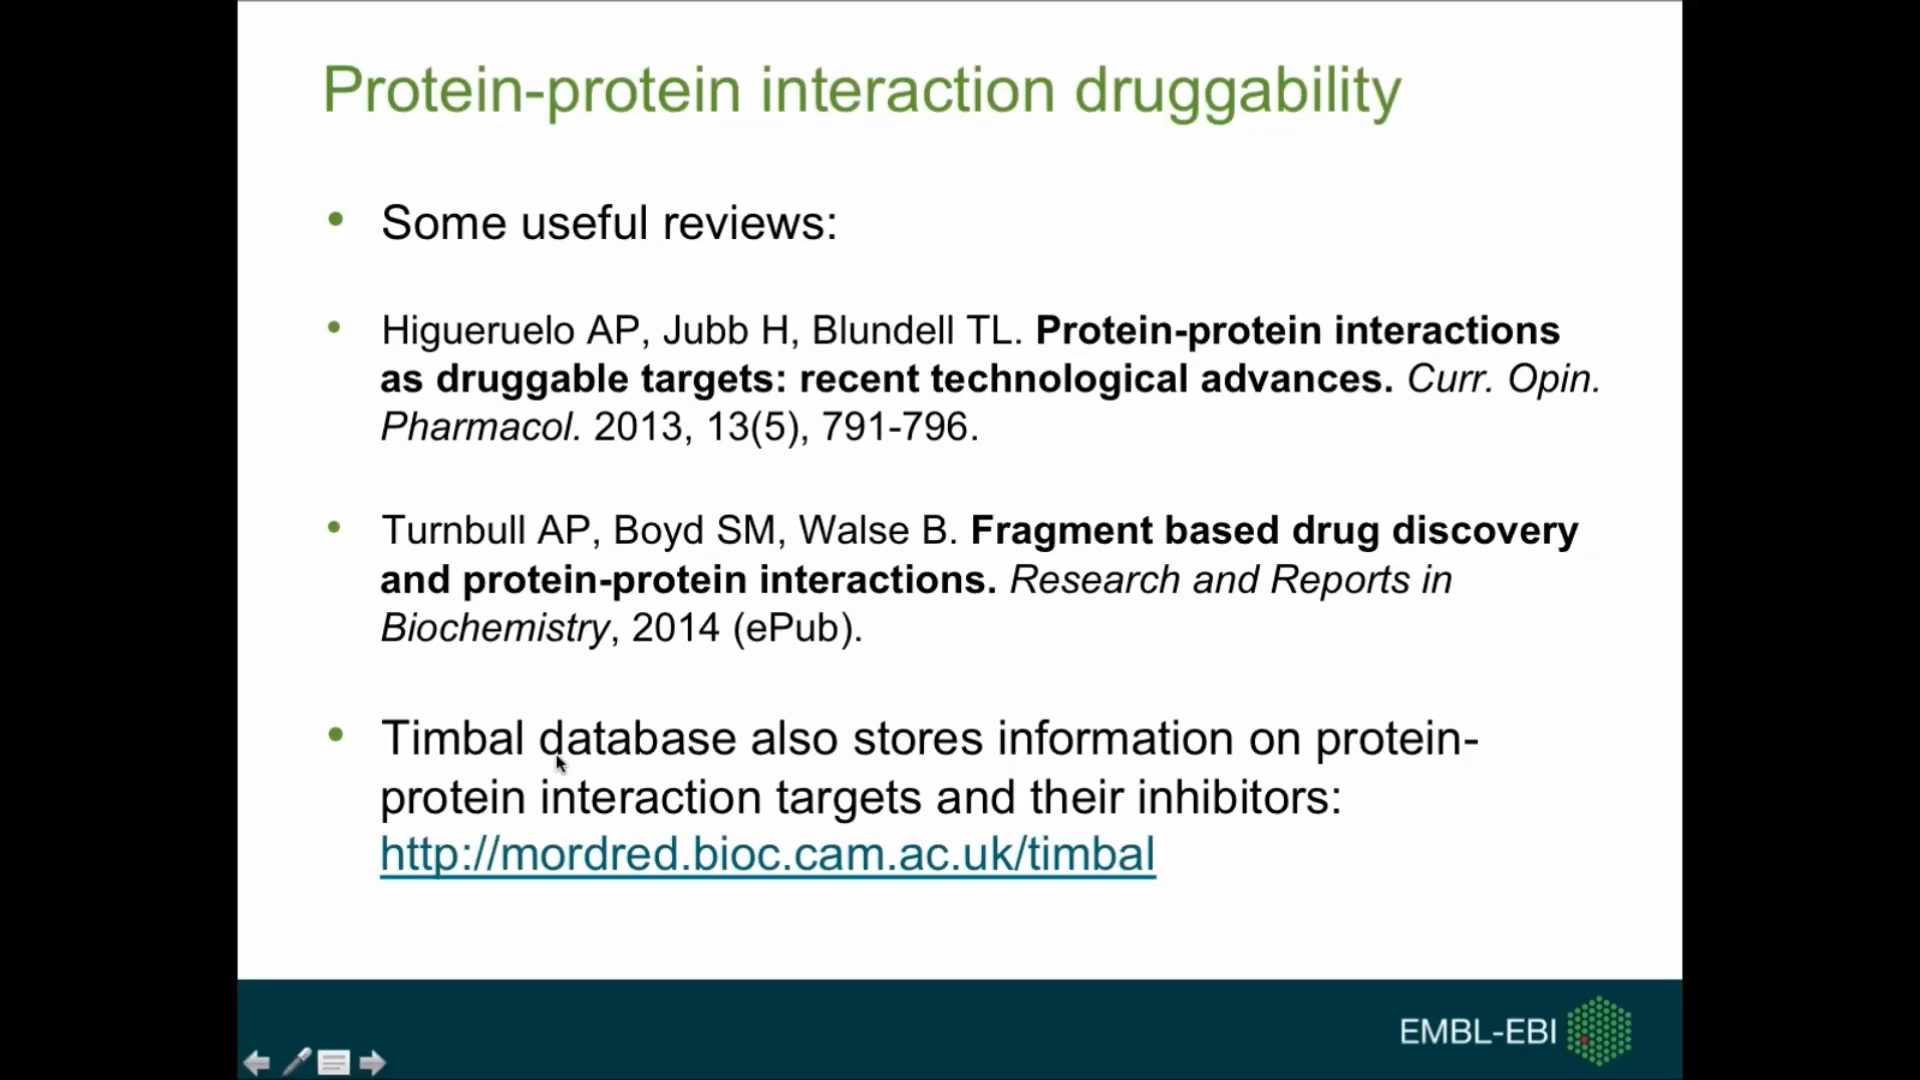 Protein-protein interaction druggability
• Some useful reviews:
• Higueruelo AP, Jubb H, Blundell TL. Protein-protein interactions
as druggable targets: recent technological advances. Curr. Opin.
Pharmacol. 2013, 13(5), 791-796.
• Turnbull AP, Boyd SM, Walse B. Fragment based drug discovery
and protein-protein interactions. Research and Reports in
Biochemistry, 2014 (ePub).
• Timbal database also stores information on protein-
protein interaction targets and their inhibitors:
http://mordred.bioc.cam.ac.uk/timbal
EMBL-EBI